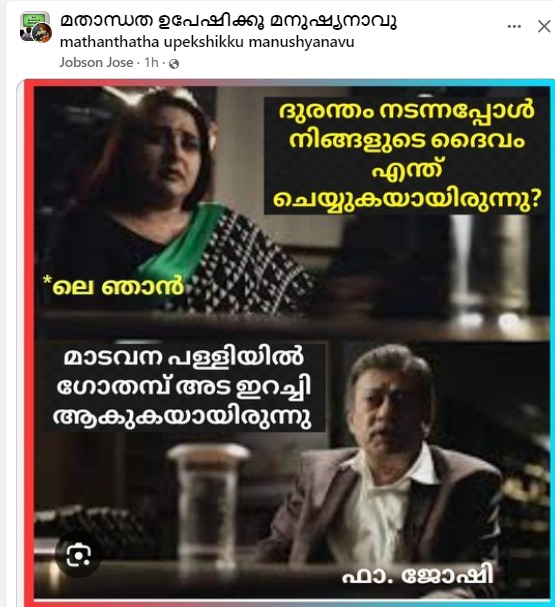 മതാന്ധത ഉപേഷിക്കൂ മനുഷ്യനാവു
mathanthatha upekshikku manushyanavu
Jobson Jose · 1h ·
ദുരന്തം നടന്നപ്പോൾ
നിങ്ങളുടെ ദൈവം
എന്ത്
ചെയ്യുകയായിരുന്നു?
*ലെ ഞാൻ
മാടവന പള്ളിയിൽ
ഗോതമ്പ് അട ഇറച്ചി
ആകുകയായിരുന്നു
ഫാ. ജോഷി